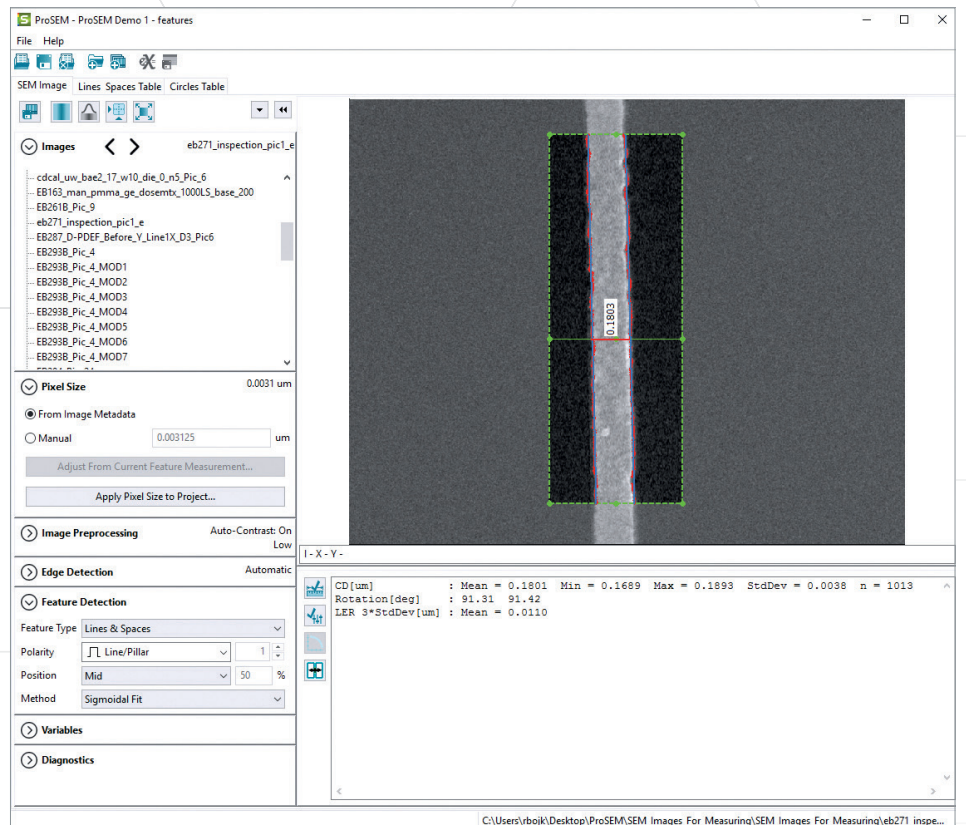 ProSEM - ProSEM Demo 1 - features
File Help
SEM Image Lines Spaces Table Circles Table
Images eb271_inspection_pic1_e
cdcal_uw_bae2_17_w10_die_0_n5_Pic_6
EB163_man_pmma_ge_dosemtx_1000LS_base_200
EB261B_Pic_9
eb271_inspection_pic1_e
EB287_D-PDEF_Before_Y_Line1X_D3_Pic6
EB293B_Pic_4
EB293B_Pic_4_MOD1
EB293B_Pic_4_MOD2
EB293B_Pic_4_MOD3
EB293B_Pic_4_MOD4
EB293B_Pic_4_MOD5
EB293B_Pic_4_MOD6
EB293B_Pic_4_MOD7
Pixel Size 0.0031 um
From Image Metadata
Manual 0.003125 um
Adjust From Current Feature Measurement...
Apply Pixel Size to Project...
Image Preprocessing Auto-Contrast: On
Low
Edge Detection Automatic
Feature Detection
Feature Type Lines & Spaces
Polarity Line/Pillar 1
Position Mid 50 %
Method Sigmoidal Fit
Variables
Diagnostics
0.1803
I - X - Y -
CD[um] : Mean = 0.1801 Min = 0.1689 Max = 0.1893 StdDev = 0.0038 n = 1013
Rotation[deg] : 91.31 91.42
LER 3*StdDev[um] : Mean = 0.0110
C:\Users\rbojk\Desktop\ProSEM\SEM Images For Measuring\SEM Images For Measuring\eb271_inspe...